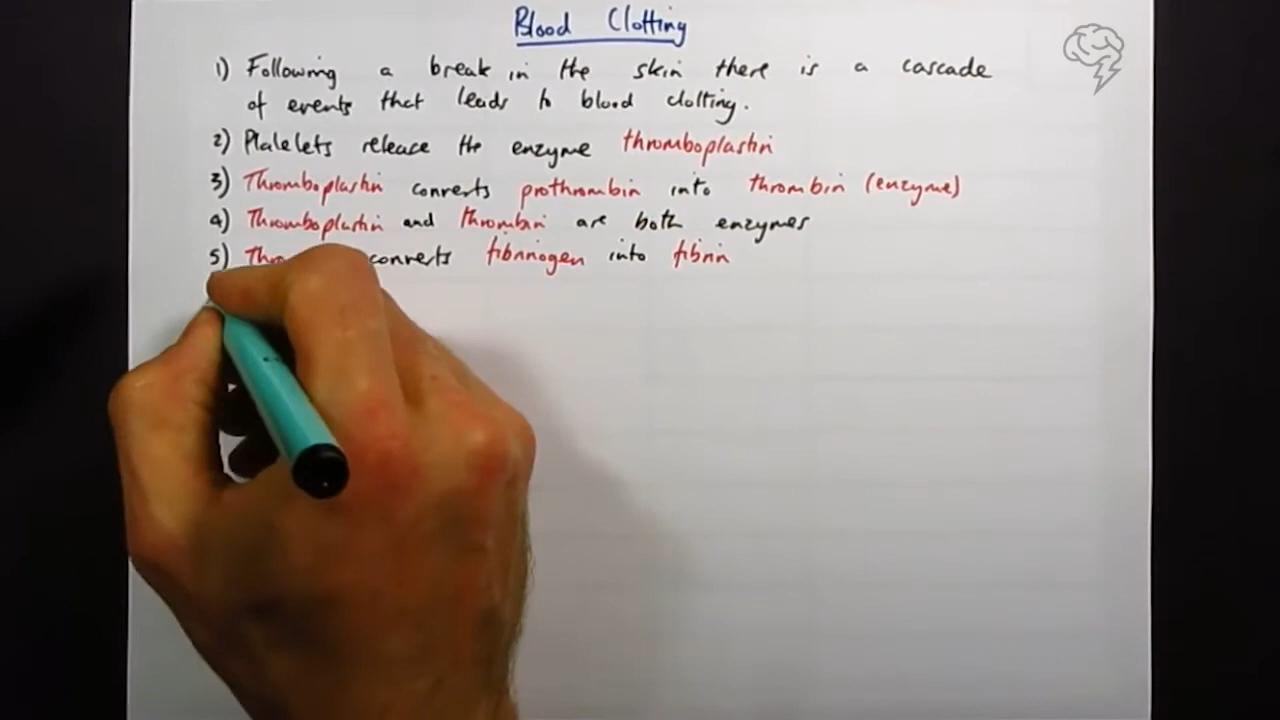 Blood Clotting
1) Following a break in the skin there is a cascade
of events that leads to blood clotting.
2) Platelets release the enzyme thromboplastin
3) Thromboplastin converts prothrombin into thrombin (enzyme)
4) Thromboplastin and thrombin are both enzymes
5) converts fibrinogen into fibrin